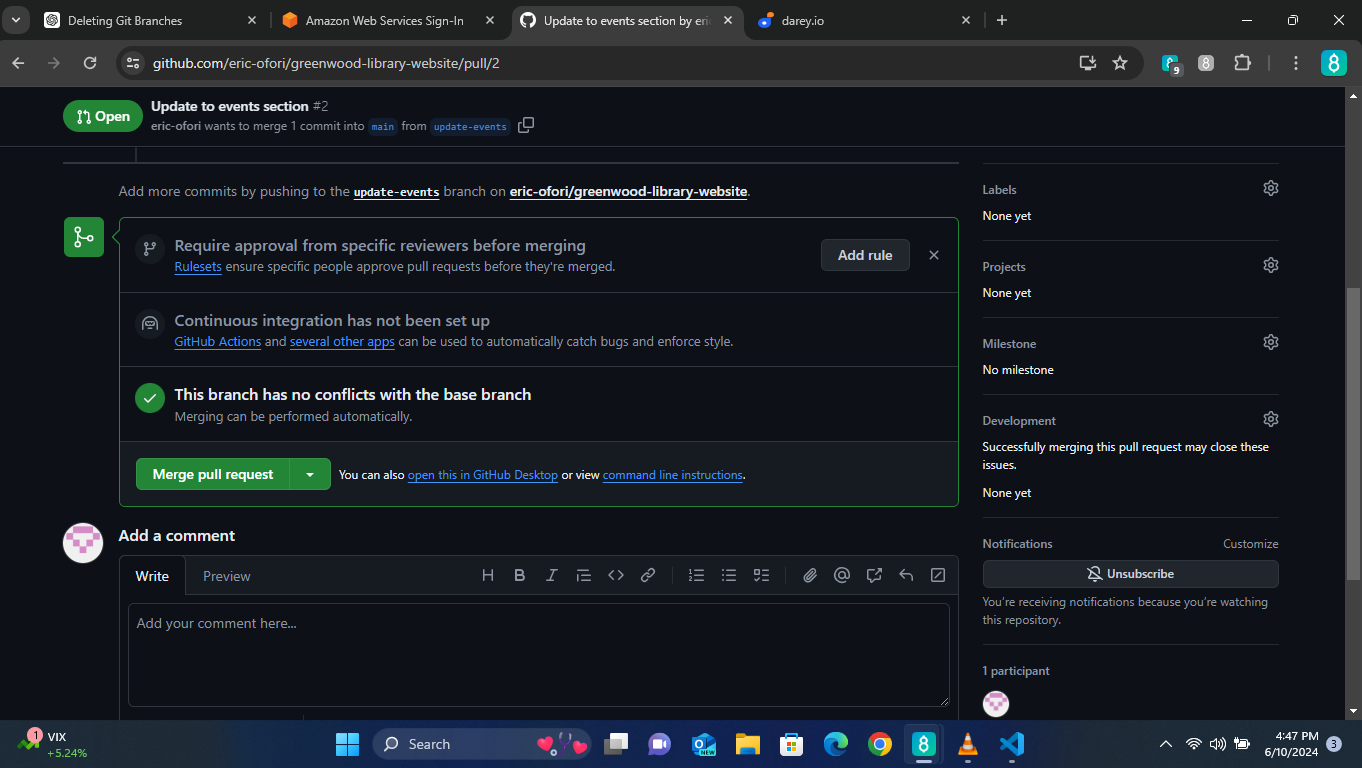 Deleting Git Branches
Amazon Web Services Sign-In
Update to events section by eri
darey.io
github.com/eric-ofori/greenwood-library-website/pull/2
9
Open
Update to events section #2
eric-ofori wants to merge 1 commit into main from update-events
Add more commits by pushing to the update-events branch on eric-ofori/greenwood-library-website.
Require approval from specific reviewers before merging
Rulesets ensure specific people approve pull requests before they're merged.
Add rule
Continuous integration has not been set up
GitHub Actions and several other apps can be used to automatically catch bugs and enforce style.
This branch has no conflicts with the base branch
Merging can be performed automatically.
Merge pull request
You can also open this in GitHub Desktop or view command line instructions.
Add a comment
Write
Preview
Add your comment here...
Labels
None yet
Projects
None yet
Milestone
No milestone
Development
Successfully merging this pull request may close these
issues.
None yet
Notifications
Customize
Unsubscribe
You're receiving notifications because you're watching
this repository.
1 participant
1
VIX
+5.24%
Search
NEW
4:47 PM
6/10/2024
3